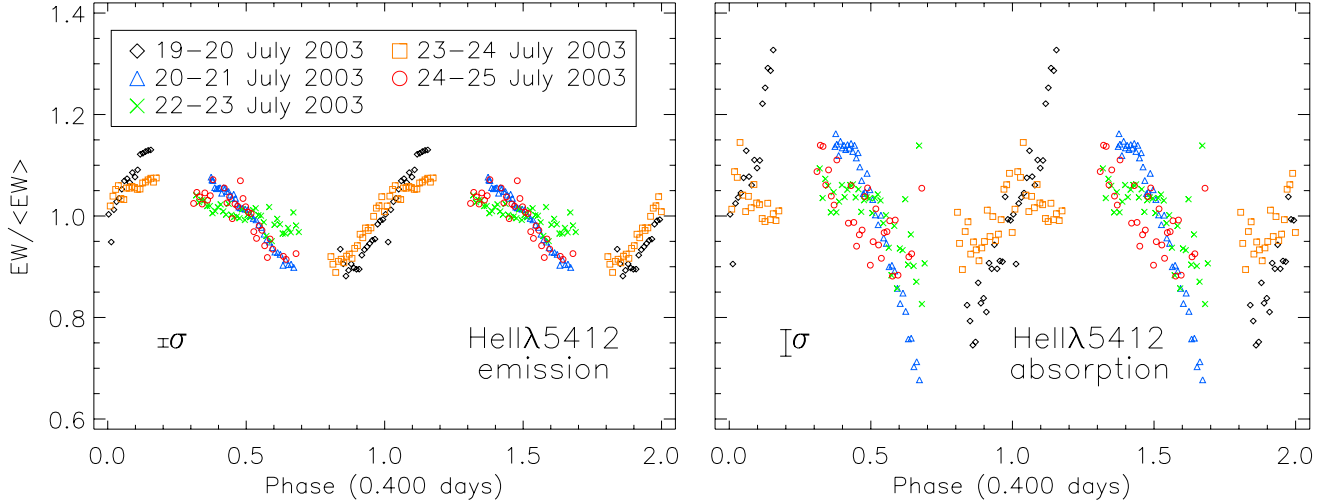 EW/<EW>
1.4
1.2
1.0
0.8
0.6
19-20 July 2003
20-21 July 2003
22-23 July 2003
23-24 July 2003
24-25 July 2003
σ
HeIIλ5412
emission
0.0
0.5
1.0
1.5
2.0
Phase (0.400 days)
σ
HeIIλ5412
absorption
0.0
0.5
1.0
1.5
2.0
Phase (0.400 days)